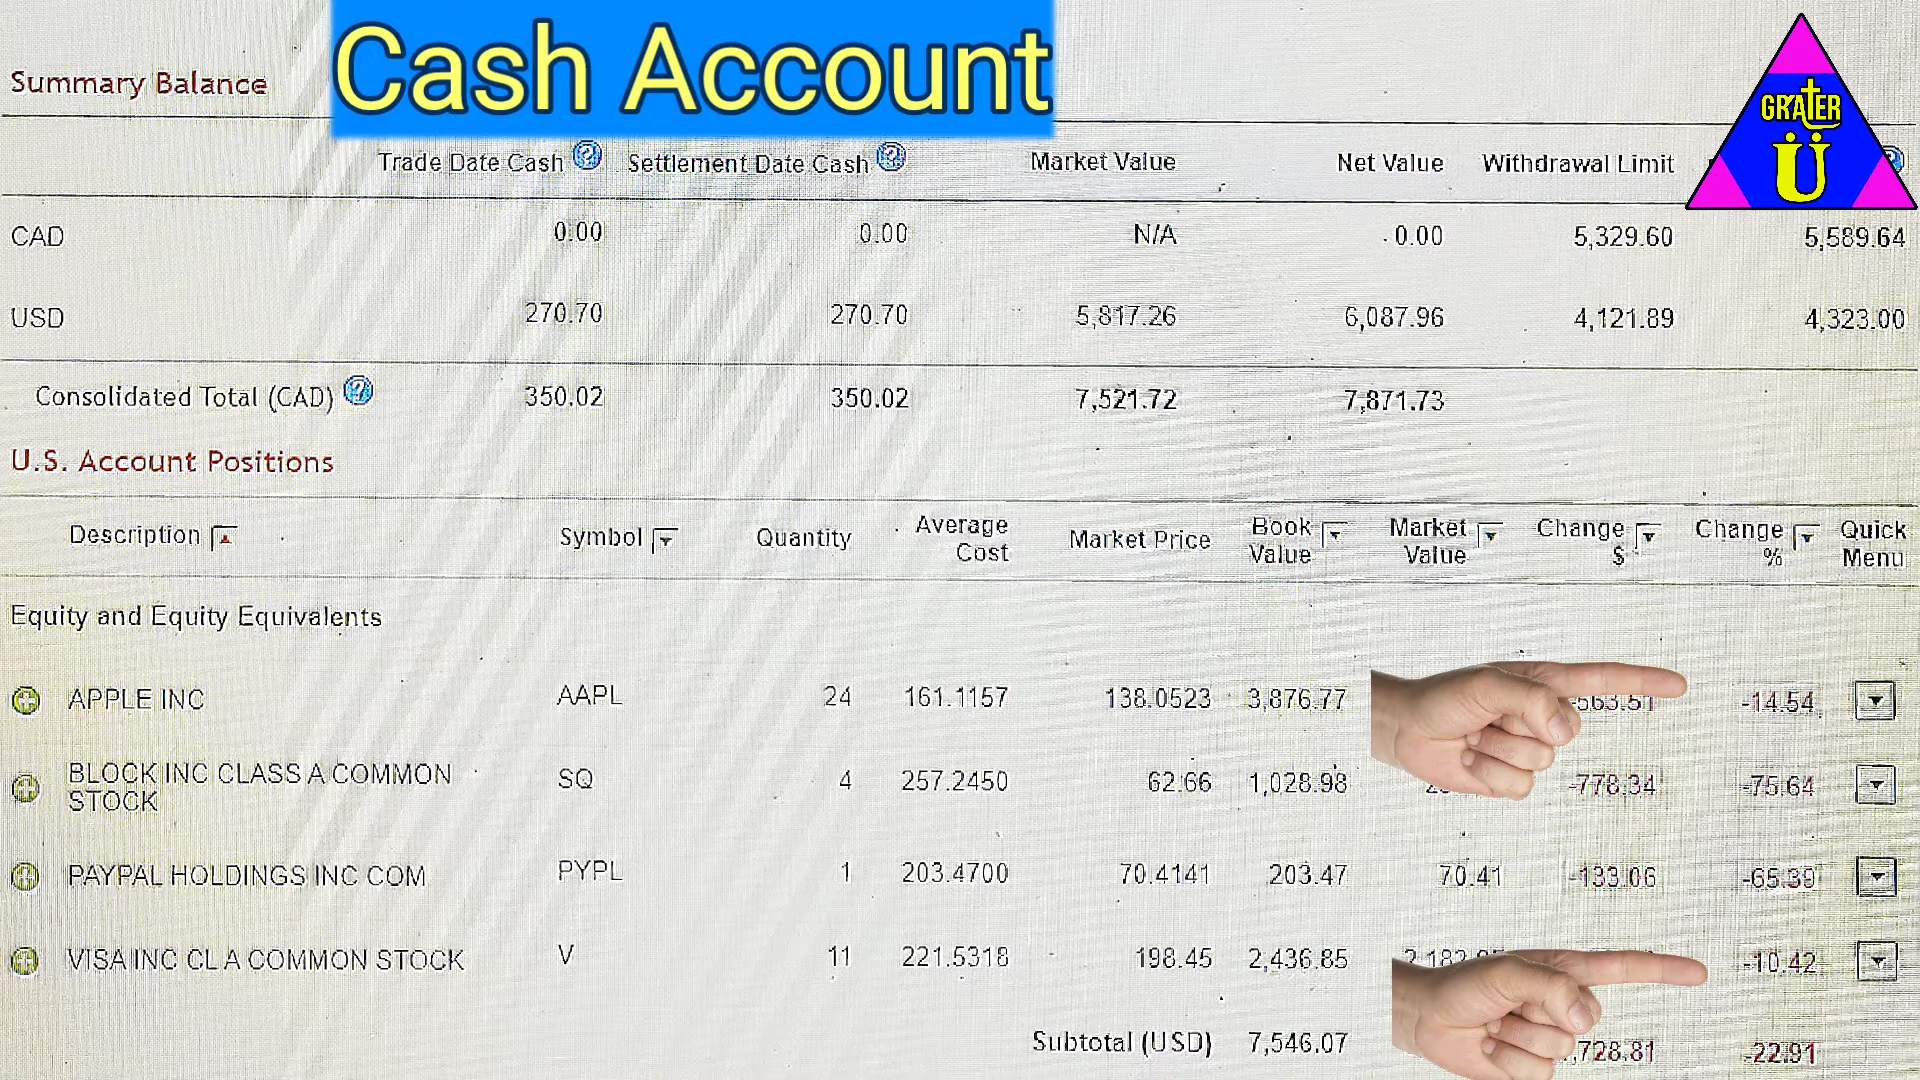 Cash Account
Summary Balance
GRATER
Ü
Trade Date Cash Settlement Date Cash Market Value Net Value Withdrawal Limit
CAD 0.00 0.00 N/A 0.00 5,329.60 5,589.64
USD 270.70 270.70 5,817.26 6,087.96 4,121.89 4,323.00
Consolidated Total (CAD) 350.02 350.02 7,521.72 7,871.73
U.S. Account Positions
Description Symbol Quantity Average Cost Market Price Book Value Market Value Change $ Change % Quick Menu
Equity and Equity Equivalents
APPLE INC AAPL 24 161.1157 138.0523 3,876.77 -563.51 -14.54
BLOCK INC CLASS A COMMON STOCK SQ 4 257.2450 62.66 1,028.98 -778.34 -75.64
PAYPAL HOLDINGS INC COM PYPL 1 203.4700 70.4141 203.47 70.41 -133.06 -65.39
VISA INC CL A COMMON STOCK V 11 221.5318 198.45 2,436.85 -10.42
Subtotal (USD) 7,546.07 ,728.81 -22.91